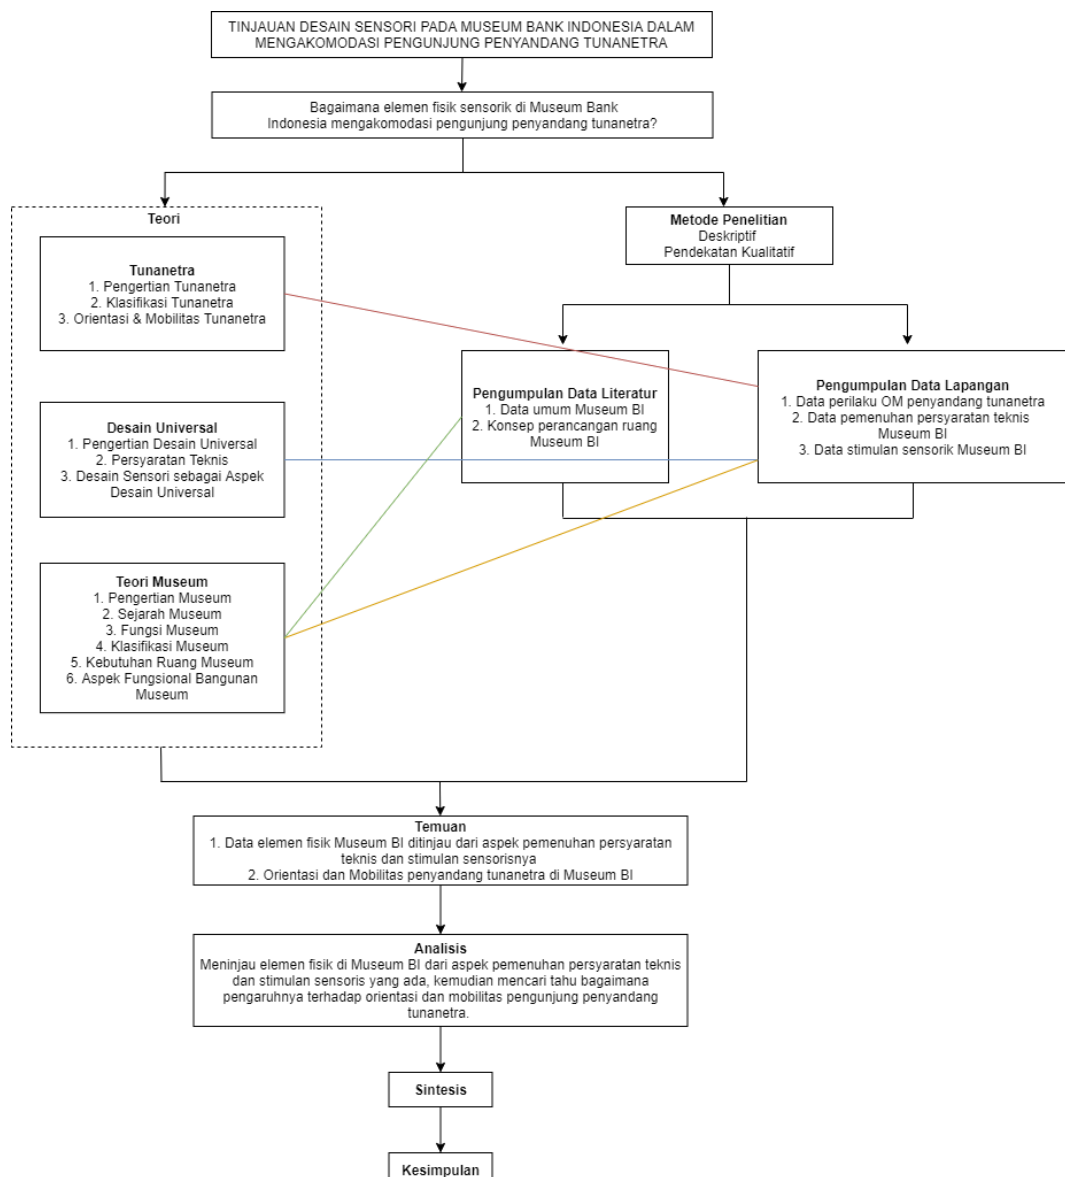 TINJAUAN DESAIN SENSORI PADA MUSEUM BANK INDONESIA DALAM
MENGAKOMODASI PENGUNJUNG PENYANDANG TUNANETRA
Bagaimana elemen fisik sensorik di Museum Bank
Indonesia mengakomodasi pengunjung penyandang tunanetra?
Teori
Tunanetra
1. Pengertian Tunanetra
2. Klasifikasi Tunanetra
3. Orientasi & Mobilitas Tunanetra
Desain Universal
1. Pengertian Desain Universal
2. Persyaratan Teknis
3. Desain Sensori sebagai Aspek
Desain Universal
Teori Museum
1. Pengertian Museum
2. Sejarah Museum
3. Fungsi Museum
4. Klasifikasi Museum
5. Kebutuhan Ruang Museum
6. Aspek Fungsional Bangunan
Museum
Metode Penelitian
Deskriptif
Pendekatan Kualitatif
Pengumpulan Data Literatur
1. Data umum Museum BI
2. Konsep perancangan ruang
Museum BI
Pengumpulan Data Lapangan
1. Data perilaku OM penyandang tunanetra
2. Data pemenuhan persyaratan teknis
Museum BI
3. Data stimulan sensorik Museum BI
Temuan
1. Data elemen fisik Museum BI ditinjau dari aspek pemenuhan persyaratan
teknis dan stimulan sensorisnya
2. Orientasi dan Mobilitas penyandang tunanetra di Museum BI
Analisis
Meninjau elemen fisik di Museum BI dari aspek pemenuhan persyaratan teknis
dan stimulan sensoris yang ada, kemudian mencari tahu bagaimana
pengaruhnya terhadap orientasi dan mobilitas pengunjung penyandang
tunanetra.
Sintesis
Kesimpulan